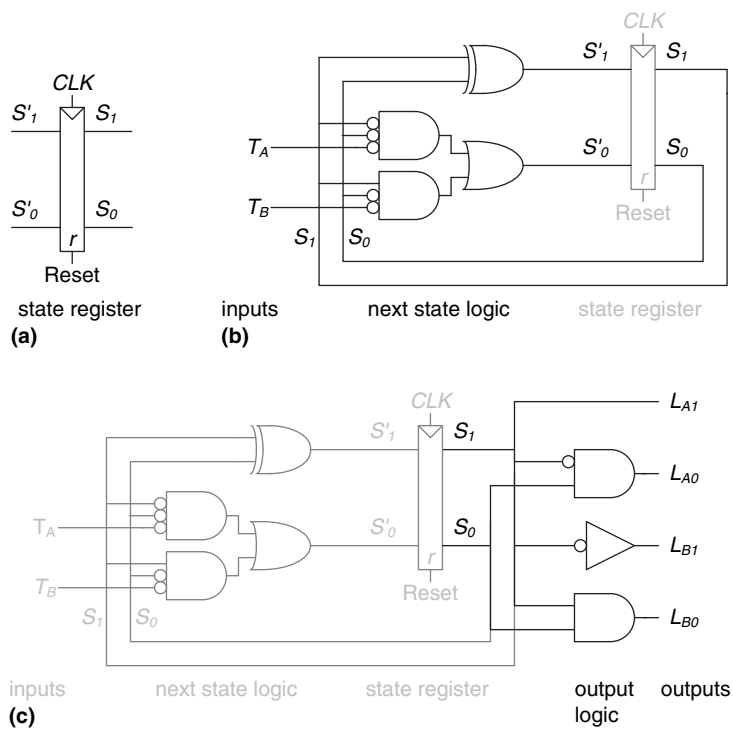 CLK
S'1 S1
S'0 S0
r
Reset
state register
(a)
CLK
S'1 S1
TA
S'0 S0
TB
r
S1 S0
Reset
inputs next state logic state register
(b)
LA1
CLK
S'1 S1
LA0
TA
S'0 S0
LB1
r
TB
Reset
S1 S0
LB0
inputs next state logic state register output logic outputs
(c)